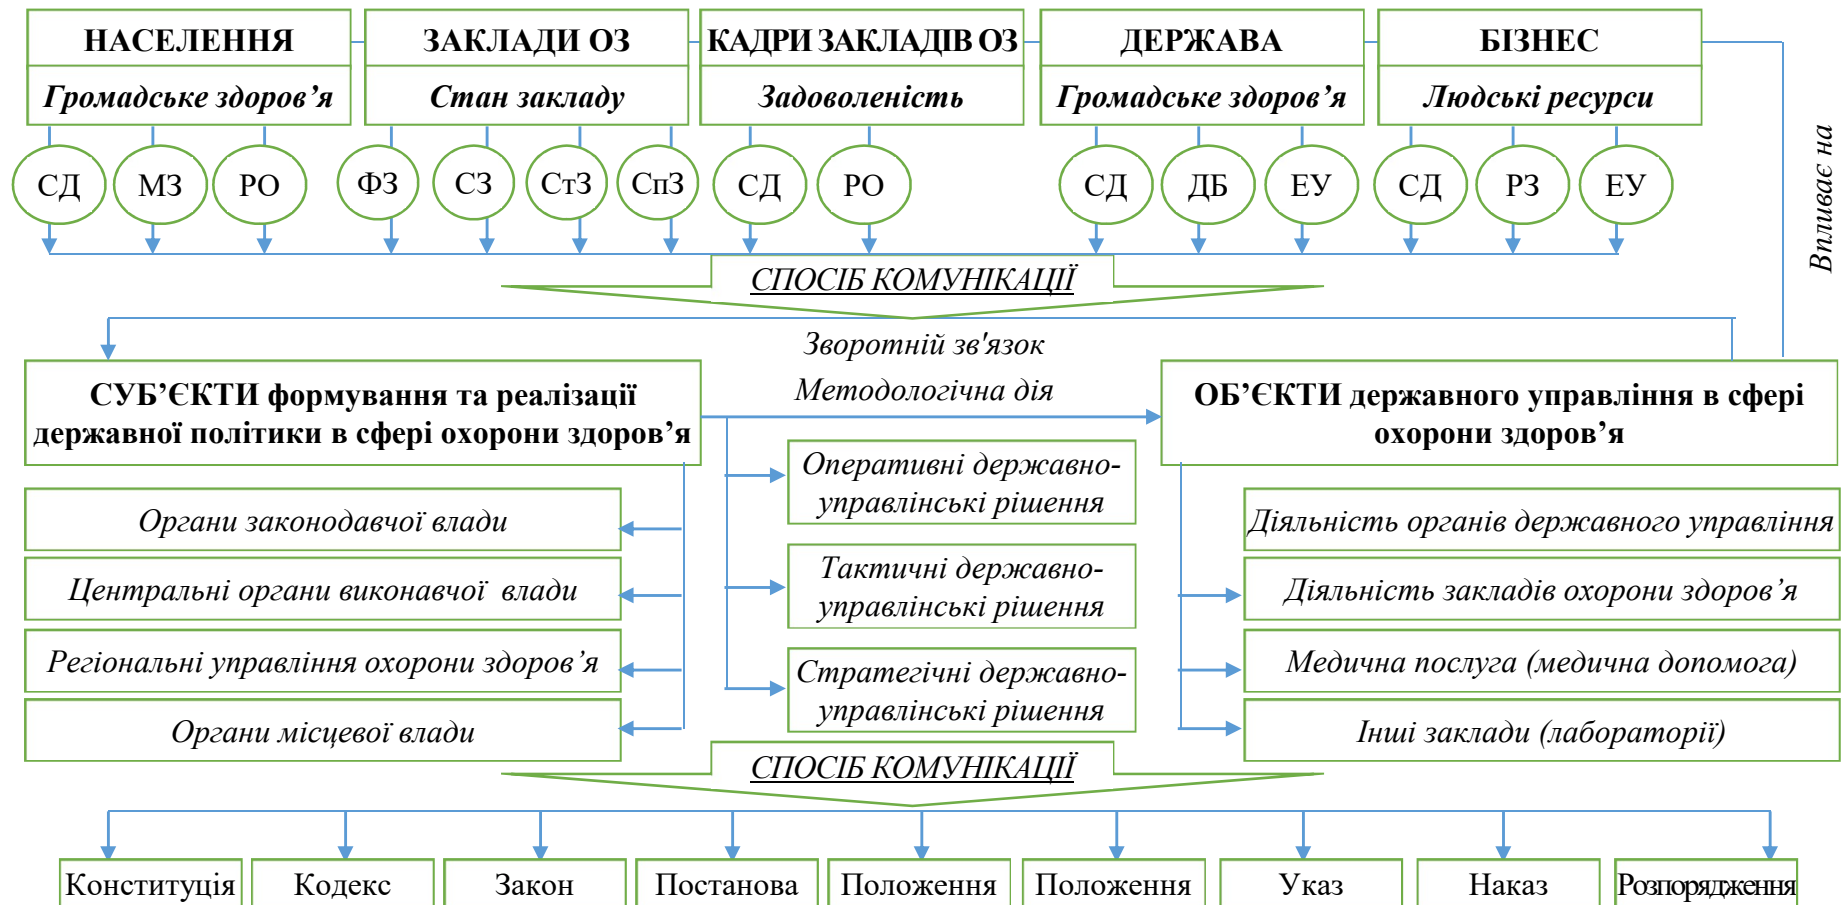 НАСЕЛЕННЯ
ЗАКЛАДИ ОЗ
КАДРИ ЗАКЛАДІВ ОЗ
ДЕРЖАВА
БІЗНЕС
Громадське здоров’я
Стан закладу
Задоволеність
Громадське здоров’я
Людські ресурси
СД
МЗ
РО
ФЗ
СЗ
СтЗ
СпЗ
СД
РО
СД
ДБ
ЕУ
СД
РЗ
ЕУ
Впливає на
СПОСІБ КОМУНІКАЦІЇ
Зворотній зв'язок
Методологічна дія
СУБ’ЄКТИ формування та реалізації
державної політики в сфері охорони здоров’я
ОБ’ЄКТИ державного управління в сфері
охорони здоров’я
Органи законодавчої влади
Центральні органи виконавчої влади
Регіональні управління охорони здоров’я
Органи місцевої влади
Оперативні державно-
управлінські рішення
Тактичні державно-
управлінські рішення
Стратегічні державно-
управлінські рішення
Діяльність органів державного управління
Діяльність закладів охорони здоров’я
Медична послуга (медична допомога)
Інші заклади (лабораторії)
СПОСІБ КОМУНІКАЦІЇ
Конституція
Кодекс
Закон
Постанова
Положення
Положення
Указ
Наказ
Розпорядження